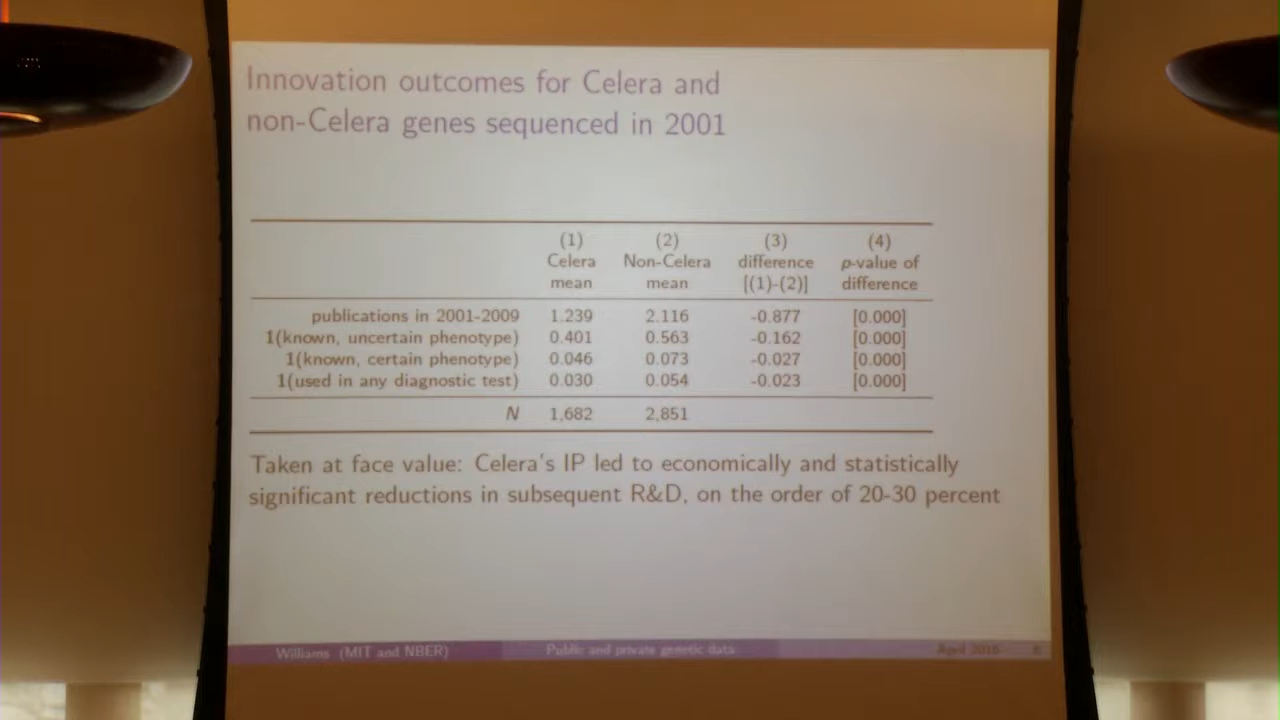 Innovation outcomes for Celera and
non-Celera genes sequenced in 2001
(1) (2) (3) (4)
Celera Non-Celera difference p-value of
mean mean [(1)-(2)] difference
publications in 2001-2009 1.239 2.116 -0.877 [0.000]
1(known, uncertain phenotype) 0.401 0.563 -0.162 [0.000]
1(known, certain phenotype) 0.046 0.073 -0.027 [0.000]
1(used in any diagnostic test) 0.030 0.054 -0.023 [0.000]
N 1,682 2,851
Taken at face value: Celera's IP led to economically and statistically
significant reductions in subsequent R&D, on the order of 20-30 percent
Williams (MIT and NBER) Public and private genetic data April